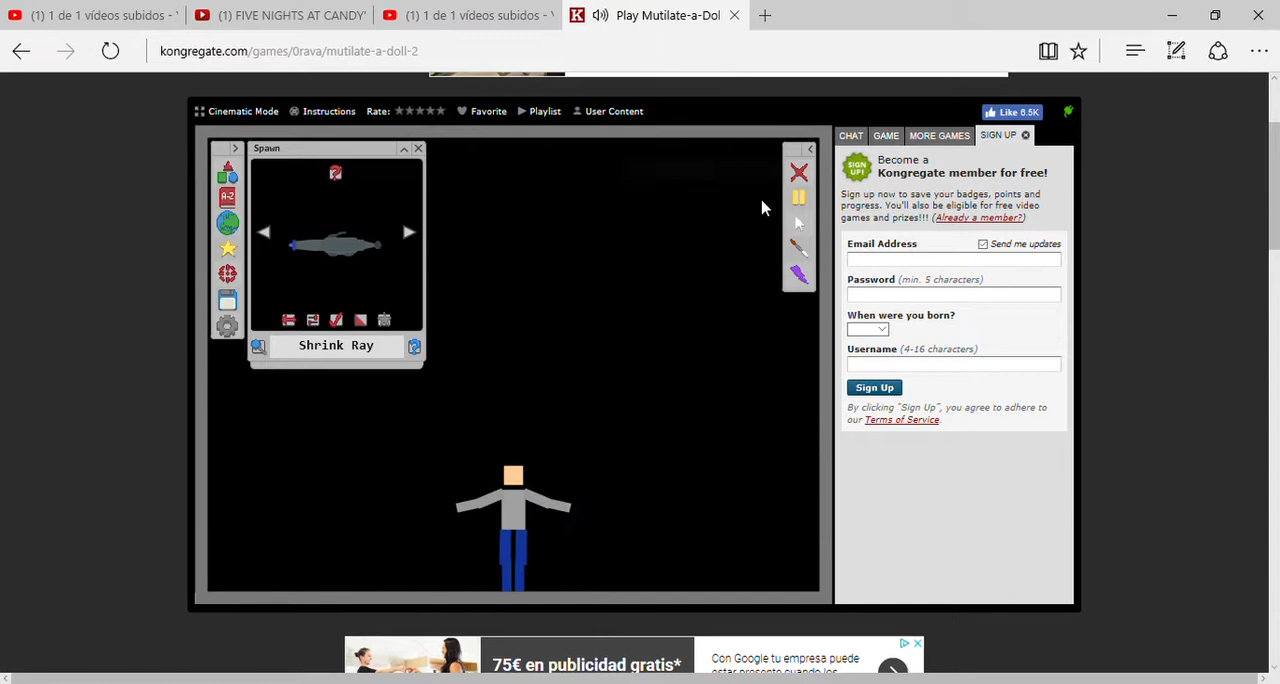 (1) 1 de 1 vídeos subidos - Y
(1) FIVE NIGHTS AT CANDY'
(1) 1 de 1 vídeos subidos - Y
Play Mutilate-a-Dol
kongregate.com/games/0rava/mutilate-a-doll-2
Cinematic Mode Instructions Rate: Favorite Playlist User Content
Like 6.5K
Spawn
A-Z
Shrink Ray
CHAT GAME MORE GAMES SIGN UP
SIGN UP!
Become a
Kongregate member for free!
Sign up now to save your badges, points and
progress. You'll also be eligible for free video
games and prizes!!! (Already a member?)
Email Address Send me updates
Password (min. 5 characters)
When were you born?
Username (4-16 characters)
Sign Up
By clicking "Sign Up", you agree to adhere to
our Terms of Service.
75€ en publicidad gratis*
Con Google tu empresa puede
estar presente cuando los